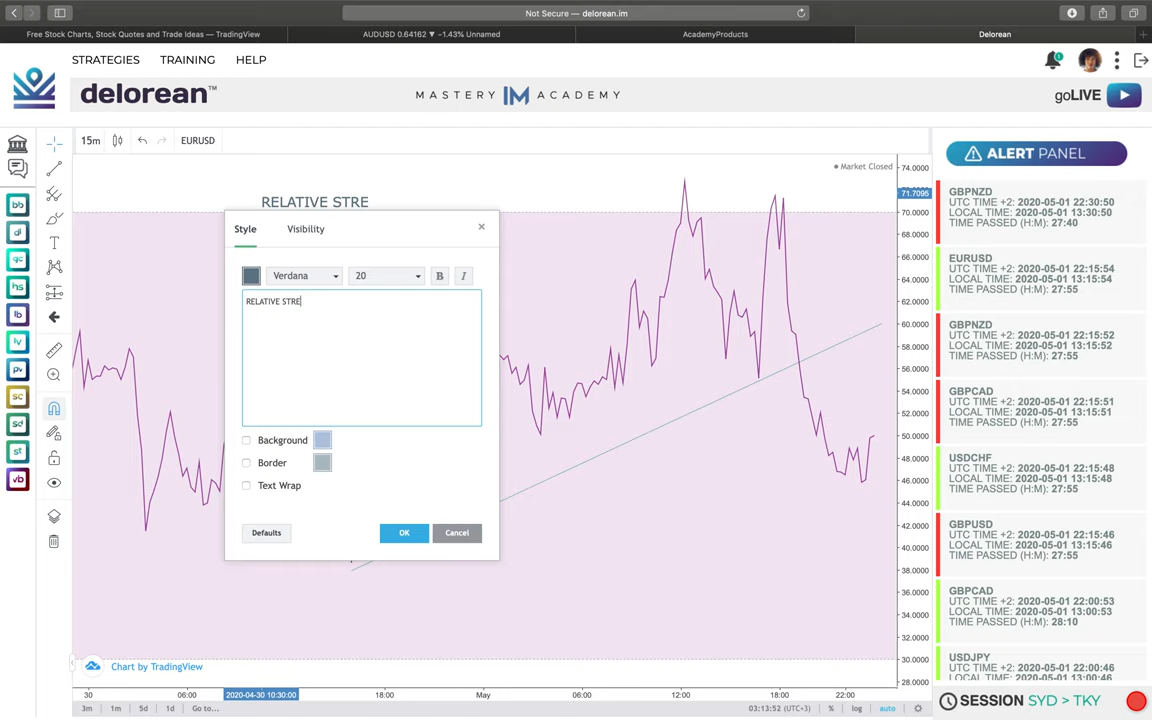 Not Secure — delorean.im
Free Stock Charts, Stock Quotes and Trade Ideas — TradingView
AUDUSD 0.64162 ▼ −1.43% Unnamed
AcademyProducts
Delorean
STRATEGIES
TRAINING
HELP
1
delorean™
MASTERY IM ACADEMY
goLIVE
15m
EURUSD
ALERT PANEL
Market Closed
RELATIVE STRE
Style
Visibility
Verdana
20
B
I
RELATIVE STRE
Background
Border
Text Wrap
Defaults
OK
Cancel
bb
di
gc
hs
lb
lv
pv
sc
sd
st
vb
74.0000
71.7095
70.0000
68.0000
66.0000
64.0000
62.0000
60.0000
58.0000
56.0000
54.0000
52.0000
50.0000
48.0000
46.0000
44.0000
42.0000
40.0000
38.0000
36.0000
34.0000
32.0000
30.0000
28.0000
GBPNZD
UTC TIME +2: 2020-05-01 22:30:50
LOCAL TIME: 2020-05-01 13:30:50
TIME PASSED (H:M): 27:40
EURUSD
UTC TIME +2: 2020-05-01 22:15:54
LOCAL TIME: 2020-05-01 13:15:54
TIME PASSED (H:M): 27:55
GBPNZD
UTC TIME +2: 2020-05-01 22:15:52
LOCAL TIME: 2020-05-01 13:15:52
TIME PASSED (H:M): 27:55
GBPCAD
UTC TIME +2: 2020-05-01 22:15:51
LOCAL TIME: 2020-05-01 13:15:51
TIME PASSED (H:M): 27:55
USDCHF
UTC TIME +2: 2020-05-01 22:15:48
LOCAL TIME: 2020-05-01 13:15:48
TIME PASSED (H:M): 27:55
GBPUSD
UTC TIME +2: 2020-05-01 22:15:46
LOCAL TIME: 2020-05-01 13:15:46
TIME PASSED (H:M): 27:55
GBPCAD
UTC TIME +2: 2020-05-01 22:00:53
LOCAL TIME: 2020-05-01 13:00:53
TIME PASSED (H:M): 28:10
USDJPY
UTC TIME +2: 2020-05-01 22:00:46
Chart by TradingView
30
06:00
2020-04-30 10:30:00
18:00
May
06:00
12:00
18:00
22:00
3m
1m
5d
1d
Go to...
03:13:52 (UTC+3)
%
log
auto
SESSION SYD > TKY